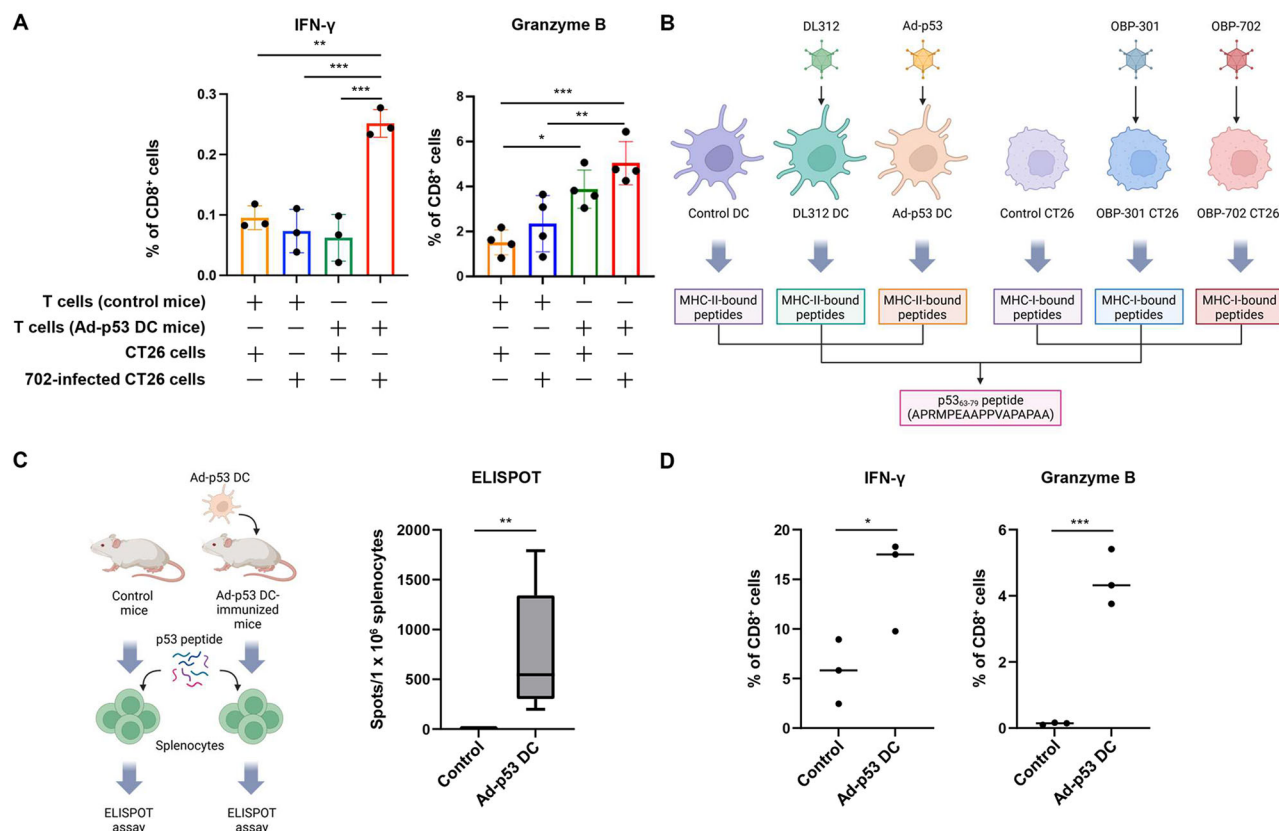 A
IFN-γ
Granzyme B
**
***
***
***
**
*
0.3
0.2
0.1
0.0
% of CD8⁺ cells
8
6
4
2
0
% of CD8⁺ cells
T cells (control mice) + + − − + + − −
T cells (Ad-p53 DC mice) − − + + − − + +
CT26 cells + − + − + − + −
702-infected CT26 cells − + − + − + − +
B
DL312 Ad-p53 OBP-301 OBP-702
Control DC DL312 DC Ad-p53 DC Control CT26 OBP-301 CT26 OBP-702 CT26
MHC-II-bound
peptides
MHC-II-bound
peptides
MHC-II-bound
peptides
MHC-I-bound
peptides
MHC-I-bound
peptides
MHC-I-bound
peptides
p53₆₃₋₇₉ peptide
(APRMPEAAPPVAPAPAA)
C
Ad-p53 DC
Control
mice
Ad-p53 DC-
immunized
mice
p53 peptide
Splenocytes
ELISPOT
assay
ELISPOT
assay
ELISPOT
**
2000
1500
1000
500
0
Spots/1 x 10⁶ splenocytes
Control
Ad-p53 DC
D
IFN-γ
*
20
15
10
5
0
% of CD8⁺ cells
Control
Ad-p53 DC
Granzyme B
***
6
4
2
0
% of CD8⁺ cells
Control
Ad-p53 DC